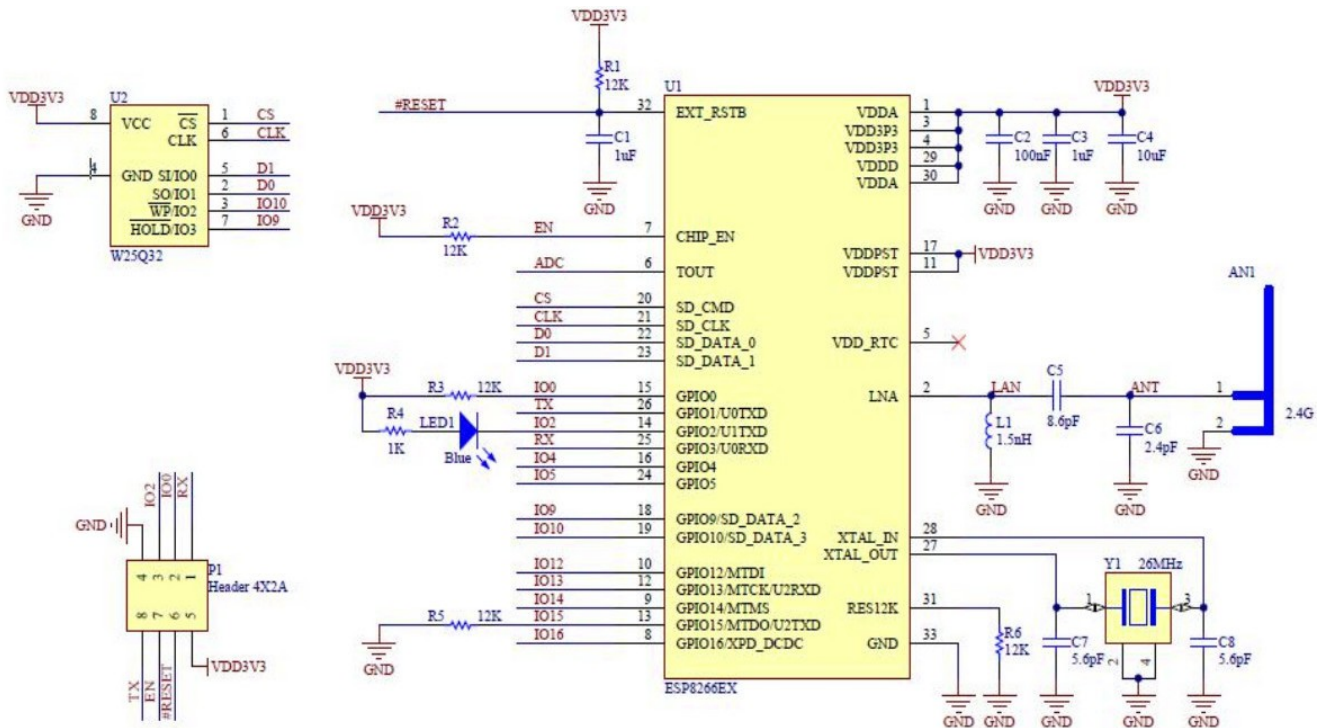 U2
VDD3V3
8 VCC CS 1 CS
CLK 6 CLK
4 GND SI/IO0 5 D1
SO/IO1 2 D0
WP/IO2 3 IO10
HOLD/IO3 7 IO9
GND
W25Q32
VDD3V3
R1
12K
#RESET
C1
1uF
GND
VDD3V3
R2
12K
EN
ADC
CS
CLK
D0
D1
VDD3V3
R3 12K IO0
TX
R4 LED1 IO2
1K Blue RX
IO4
IO5
IO9
IO10
IO12
IO13
IO14
R5 12K IO15
IO16
GND
U1
32 EXT_RSTB
7 CHIP_EN
6 TOUT
20 SD_CMD
21 SD_CLK
22 SD_DATA_0
23 SD_DATA_1
15 GPIO0
26 GPIO1/U0TXD
14 GPIO2/U1TXD
25 GPIO3/U0RXD
16 GPIO4
24 GPIO5
18 GPIO9/SD_DATA_2
19 GPIO10/SD_DATA_3
10 GPIO12/MTDI
12 GPIO13/MTCK/U2RXD
9 GPIO14/MTMS
13 GPIO15/MTDO/U2TXD
8 GPIO16/XPD_DCDC
ESP8266EX
VDDA 1
VDD3P3 3
VDD3P3 4
VDDD 29
VDDA 30
VDDPST 17
VDDPST 11
VDD_RTC 5
LNA 2
XTAL_IN 28
XTAL_OUT 27
RES12K 31
GND 33
VDD3V3
C2
100nF
C3
1uF
C4
10uF
GND GND GND
VDD3V3
LAN
C5
8.6pF
ANT
L1
1.5nH
C6
2.4pF
GND
GND
AN1
1
2
2.4G
GND
Y1 26MHz
1 3
2 4
R6
12K
C7
5.6pF
C8
5.6pF
GND GND GND GND GND
IO2
IO0
RX
GND
P1
Header 4X2A
4 3 2 1
8 7 6 5
VDD3V3
TX
EN
#RESET